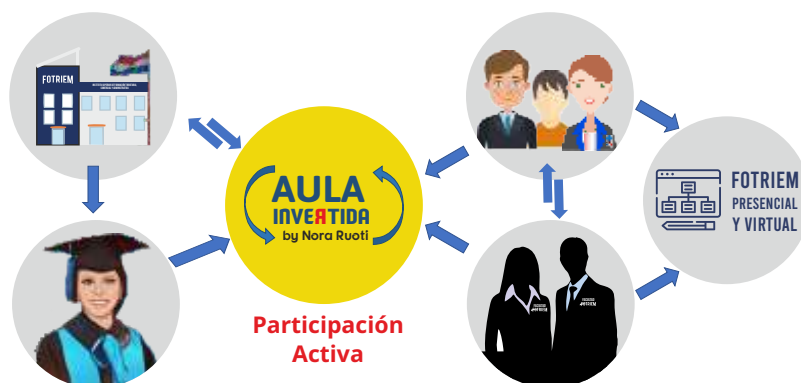 FOTRIEM
AULA
INVERTIDA
by Nora Ruoti
Participación
Activa
FOTRIEM
PRESENCIAL
Y VIRTUAL